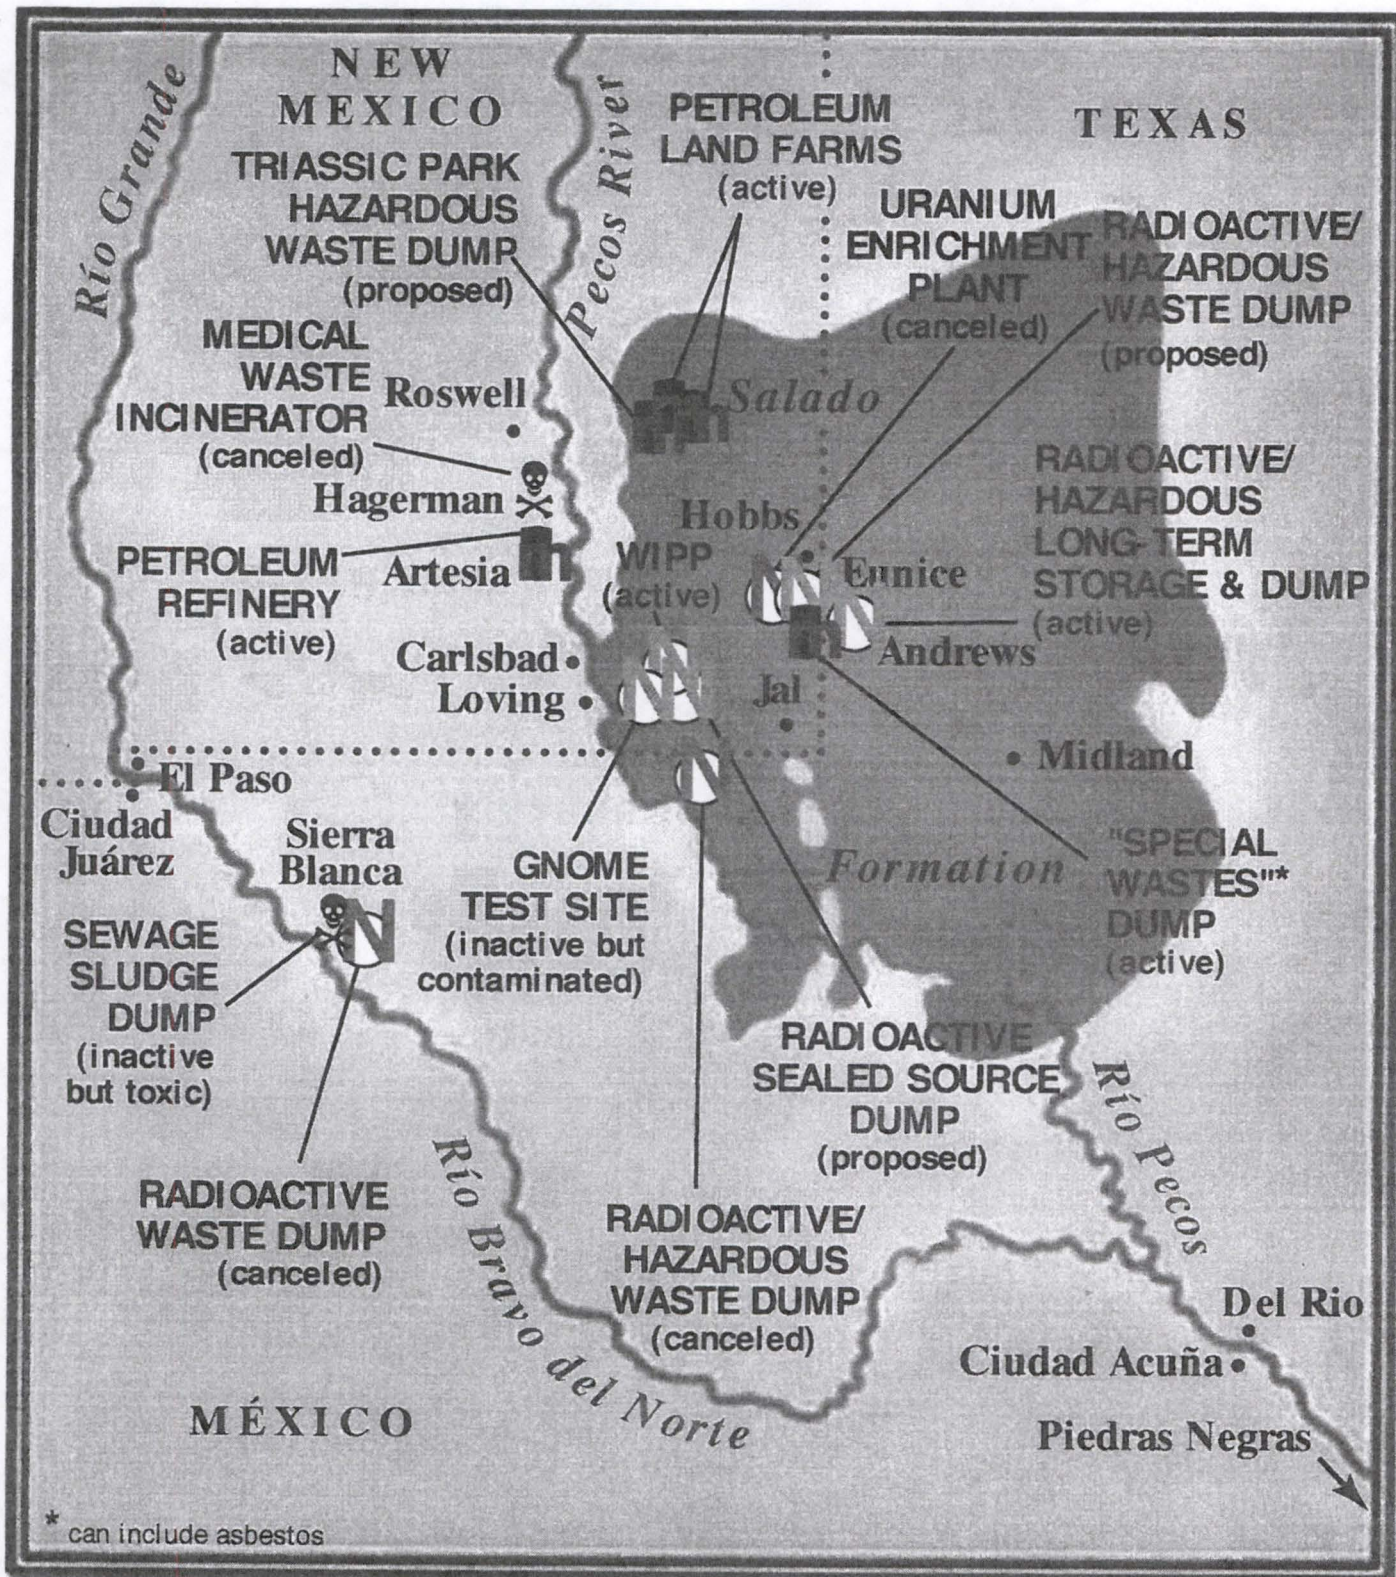 NEW
MEXICO
TEXAS
Río Grande
Pecos River
PETROLEUM
LAND FARMS
(active)
TRIASSIC PARK
HAZARDOUS
WASTE DUMP
(proposed)
URANIUM
ENRICHMENT
PLANT
(canceled)
RADIOACTIVE/
HAZARDOUS
WASTE DUMP
(proposed)
MEDICAL
WASTE
INCINERATOR
(canceled)
Roswell
Salado
Hagerman
PETROLEUM
REFINERY
(active)
Artesia
Hobbs
WIPP
(active)
Eunice
RADIOACTIVE/
HAZARDOUS
LONG-TERM
STORAGE & DUMP
(active)
Andrews
Carlsbad
Loving
Jal
Midland
El Paso
Ciudad
Juárez
Sierra
Blanca
GNOME
TEST SITE
(inactive but
contaminated)
Formation
"SPECIAL
WASTES"*
DUMP
(active)
SEWAGE
SLUDGE
DUMP
(inactive
but toxic)
RADIOACTIVE
SEALED SOURCE
DUMP
(proposed)
Río Pecos
RADIOACTIVE
WASTE DUMP
(canceled)
Río Bravo del Norte
RADIOACTIVE/
HAZARDOUS
WASTE DUMP
(canceled)
Del Rio
Ciudad Acuña
Piedras Negras
MÉXICO
* can include asbestos
N
N
N
N
N
N
N
N